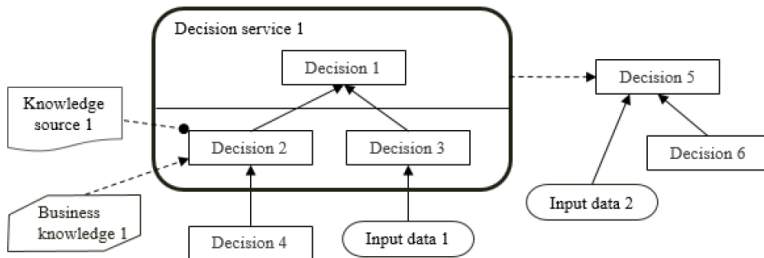 Decision service 1
Decision 1
Decision 5
Knowledge
source 1
Decision 2
Decision 3
Decision 6
Input data 2
Business
knowledge 1
Decision 4
Input data 1